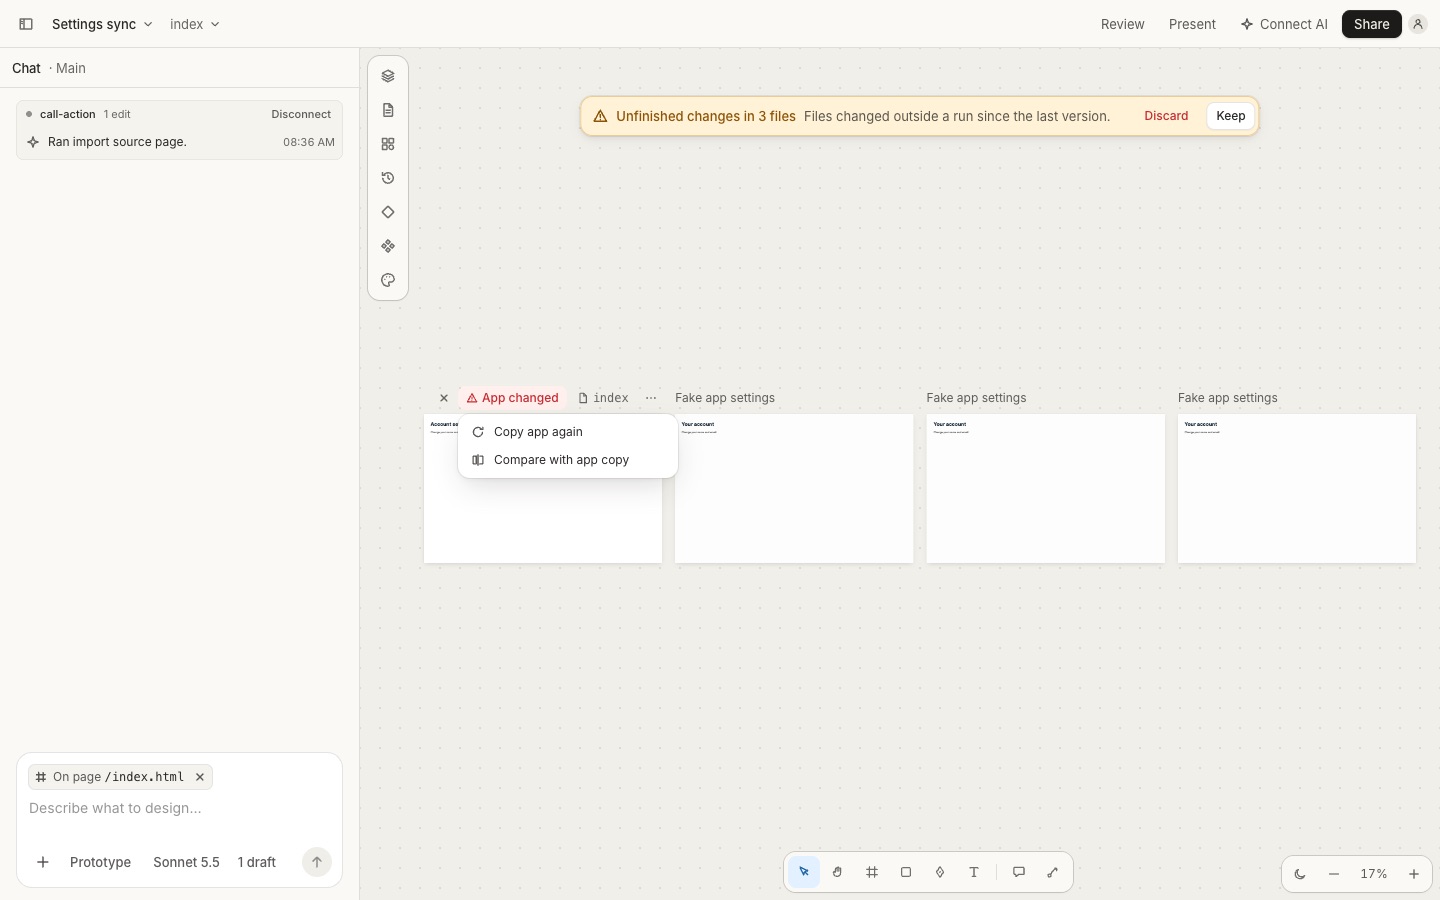 Settings sync
index
Review
Present
Connect AI
Share
Chat · Main
call-action 1 edit
Disconnect
Ran import source page.
08:36 AM
Unfinished changes in 3 files Files changed outside a run since the last version.
Discard
Keep
App changed
index
Fake app settings
Fake app settings
Fake app settings
Copy app again
Compare with app copy
Your account
Your account
Your account
On page /index.html
Describe what to design...
Prototype
Sonnet 5.5
1 draft
17%